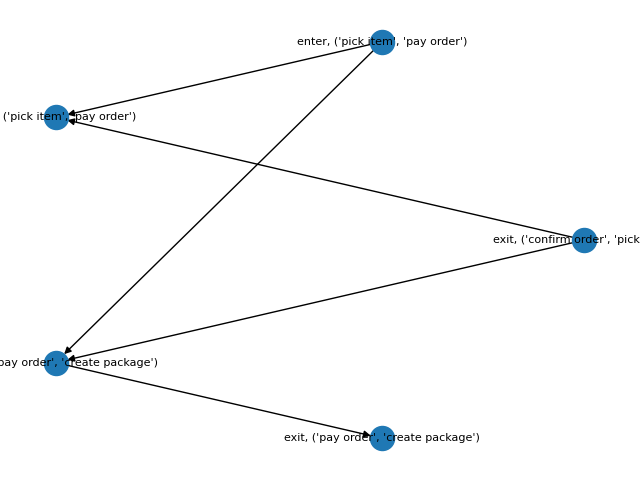 enter, ('pick item', 'pay order')
('pick item', 'pay order')
exit, ('confirm order', 'pick
pay order', 'create package')
exit, ('pay order', 'create package')